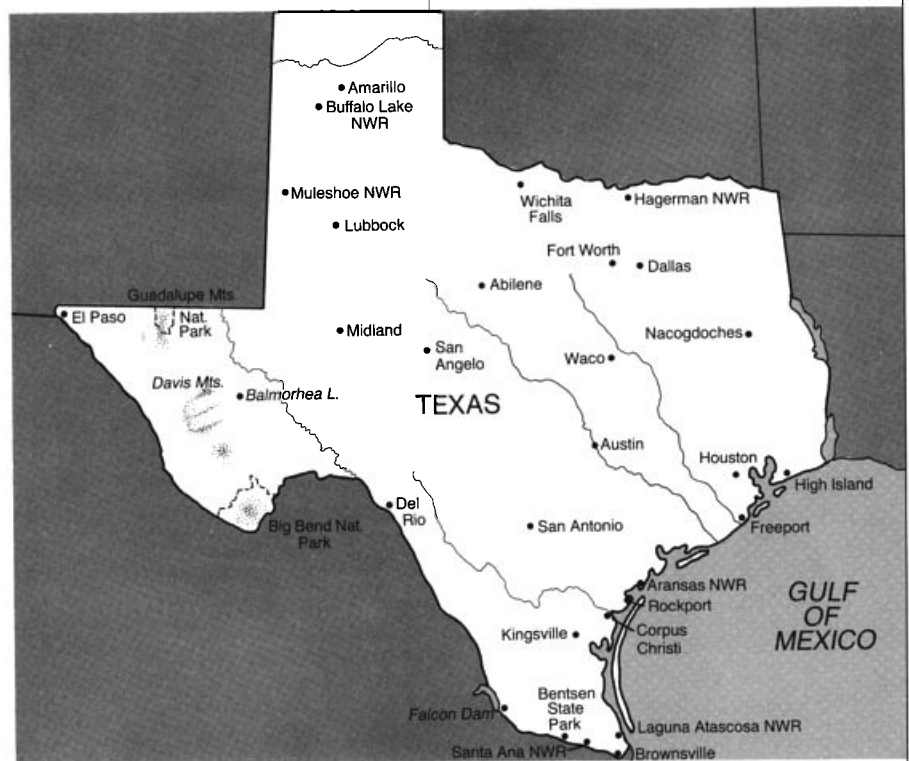 Amarillo
Buffalo Lake
NWR
Muleshoe NWR
Wichita
Falls
Hagerman NWR
Lubbock
Fort Worth
Dallas
Abilene
Guadalupe Mts.
Nat.
Park
El Paso
Midland
Nacogdoches
San
Angelo
Waco
Davis Mts.
Balmorhea L.
TEXAS
Austin
Houston
High Island
Del
Rio
Big Bend Nat.
Park
San Antonio
Freeport
Aransas NWR
Rockport
GULF
OF
MEXICO
Kingsville
Corpus
Christi
Bentsen
State
Park
Falcon Dam
Laguna Atascosa NWR
Santa Ana NWR
Brownsville